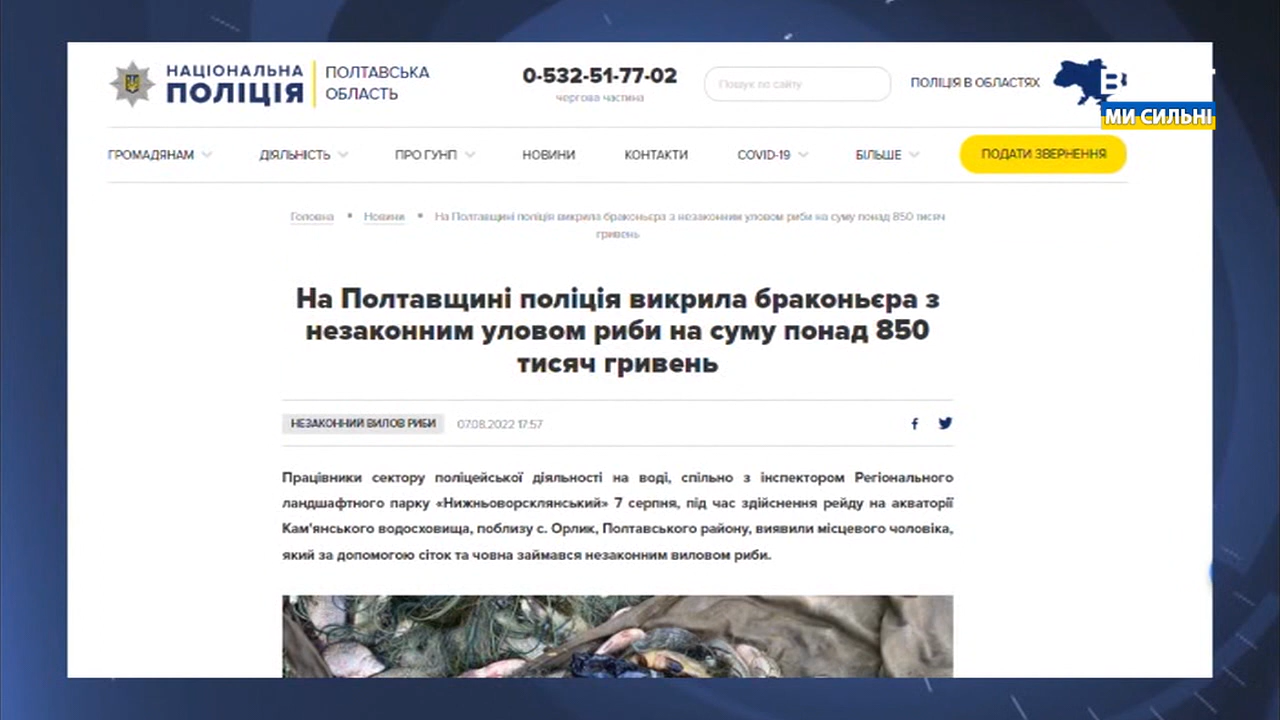 НАЦІОНАЛЬНА
ПОЛІЦІЯ
ПОЛТАВСЬКА
ОБЛАСТЬ
0-532-51-77-02
чергова частина
Пошук по сайту
ПОЛІЦІЯ В ОБЛАСТЯХ
МИ СИЛЬНІ
ГРОМАДЯНАМ
ДІЯЛЬНІСТЬ
ПРО ГУНП
НОВИНИ
КОНТАКТИ
COVID-19
БІЛЬШЕ
ПОДАТИ ЗВЕРНЕННЯ
Головна • Новини • На Полтавщині поліція викрила браконьєра з незаконним уловом риби на суму понад 850 тисяч
гривень
На Полтавщині поліція викрила браконьєра з
незаконним уловом риби на суму понад 850
тисяч гривень
НЕЗАКОННИЙ ВИЛОВ РИБИ 07.08.2022 17:57
Працівники сектору поліцейської діяльності на воді, спільно з інспектором Регіонального
ландшафтного парку «Нижньоворсклянський» 7 серпня, під час здійснення рейду на акваторії
Кам'янського водосховища, поблизу с. Орлик, Полтавського району, виявили місцевого чоловіка,
який за допомогою сіток та човна займався незаконним виловом риби.